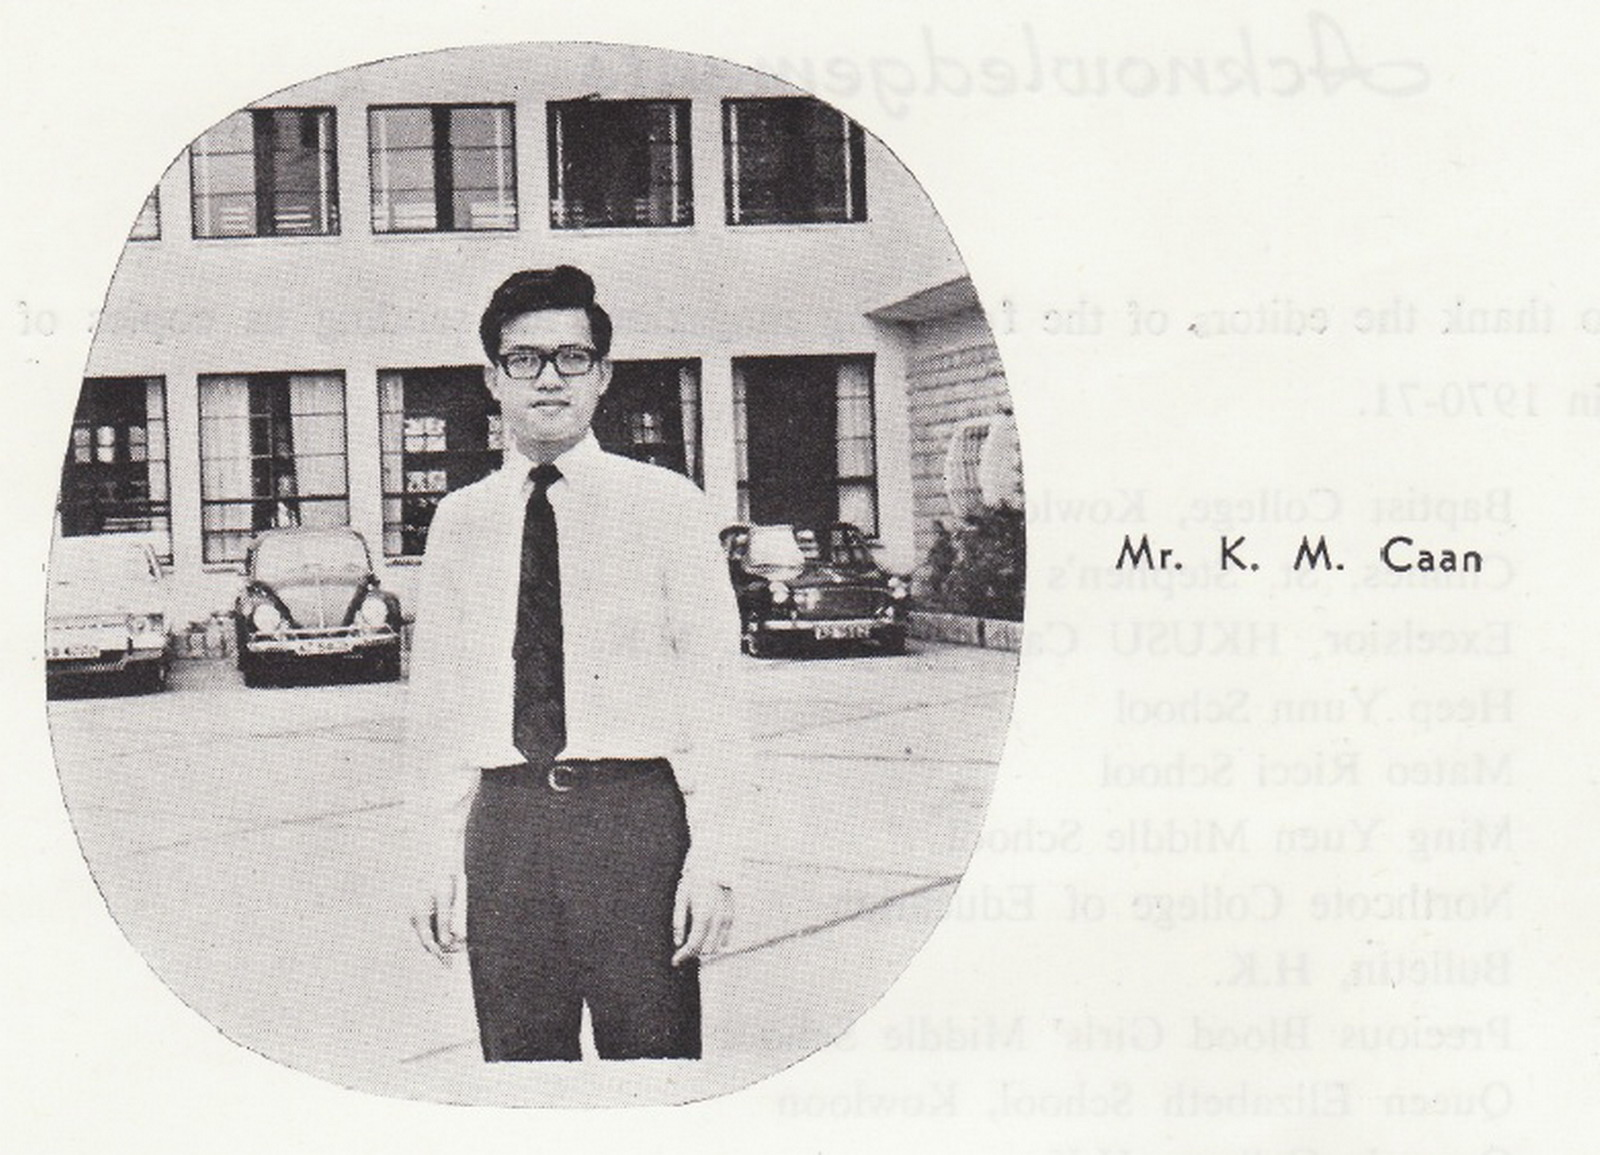 Acknowledgem
to thank the editors of the f
of
in 1970-71.
Baptist College, Kowlo
Mr. K. M. Caan
St. Stephen's
Excelsior, HKUSU Ca
Heep Yunn School
Mateo Ricci School
Ming Yuen Middle School
Northcote College of Edu
Bulletin, H.K.
Precious Blood Girls' Middle
Queen Elizabeth School, Kowloon